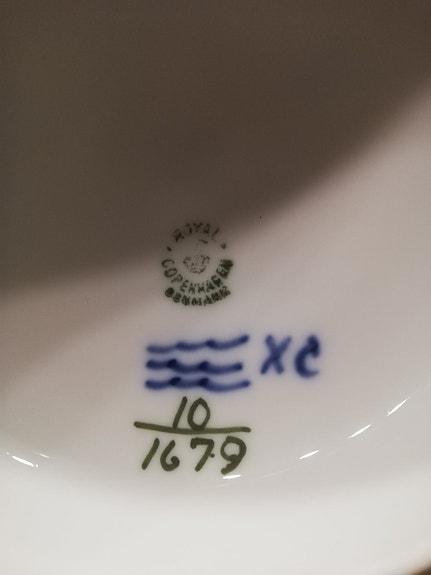 ROYAL
COPENHAGEN
DENMARK
XC
10
1679